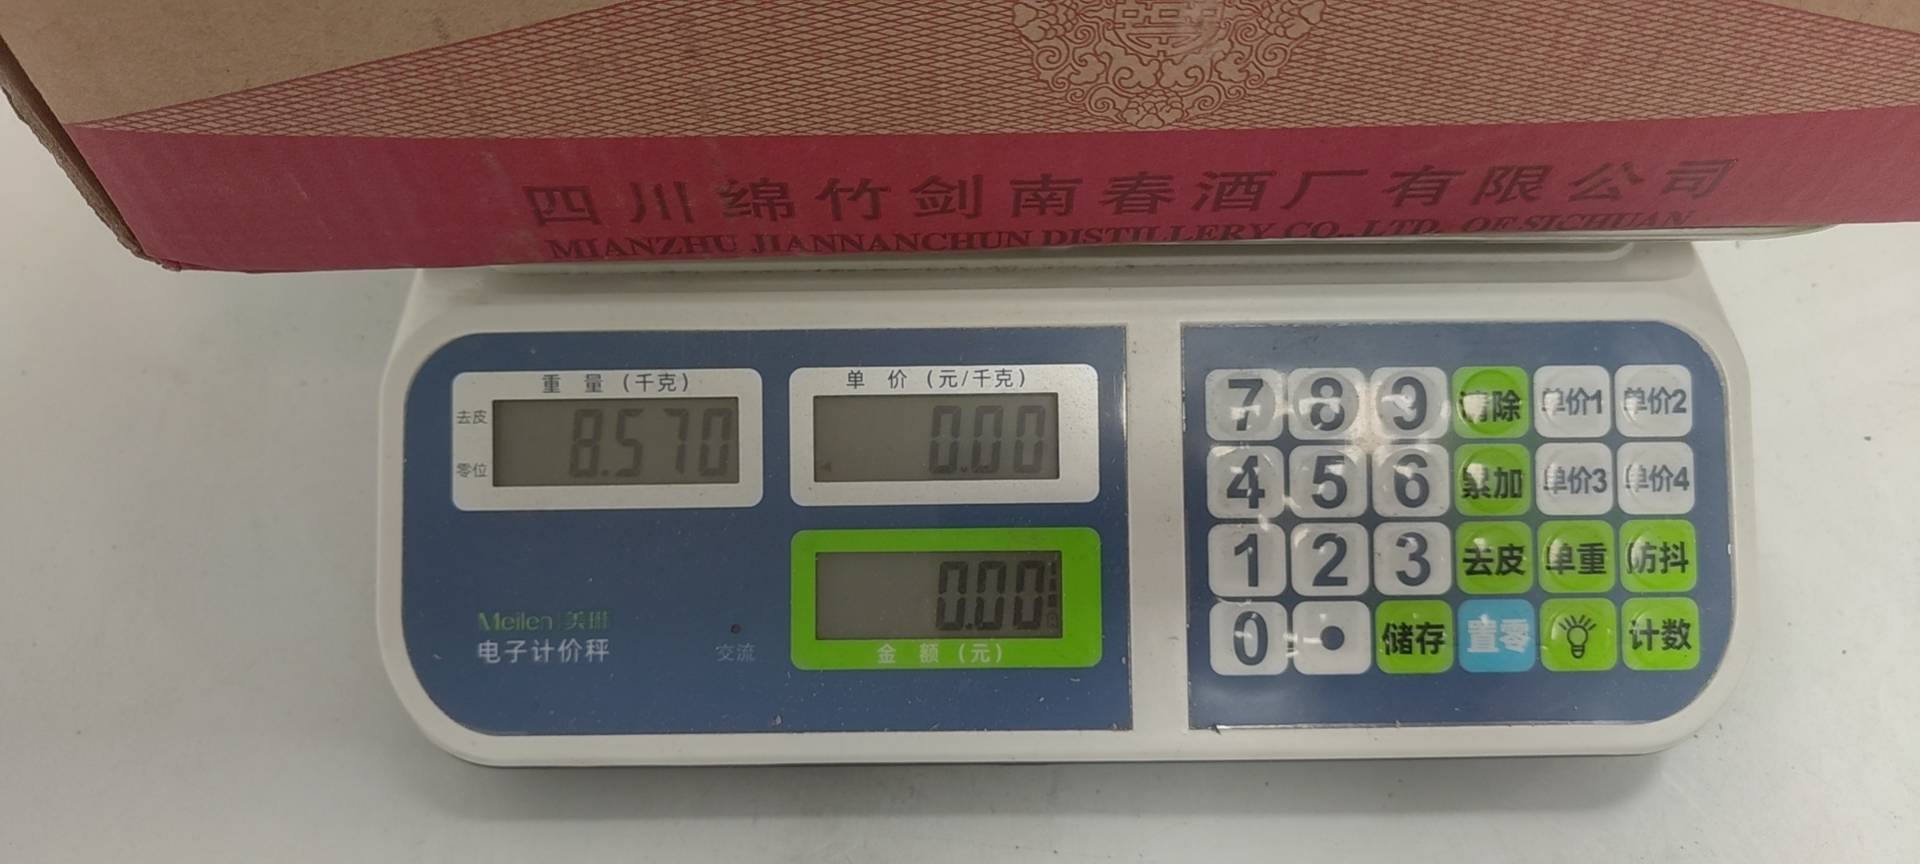 四川绵竹剑南春酒厂有限公司
MIANZHU JIANNANCHUN DISTILLERY CO.,LTD. OF SICHUAN
重量(千克)
去皮
零位
8.570
单价(元/千克)
0.00
0.00
金额(元)
Meilen 美琳
电子计价秤
交流
7 8 9 清除 单价1 单价2
4 5 6 累加 单价3 单价4
1 2 3 去皮 单重 防抖
0 • 储存 置零 计数